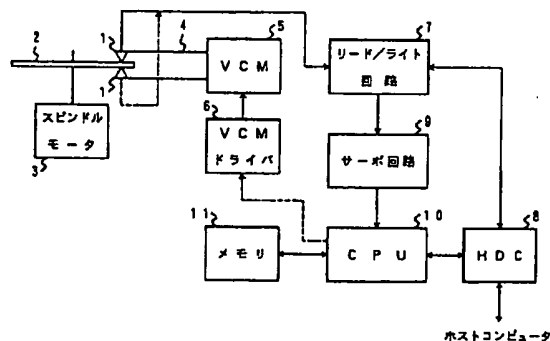 1
4
5
2
VCM
7
リード/ライト
回路
1
6
VCM
ドライバ
9
サーボ回路
スピンドル
モータ
3
11
メモリ
10
CPU
8
HDC
ホストコンピュータ